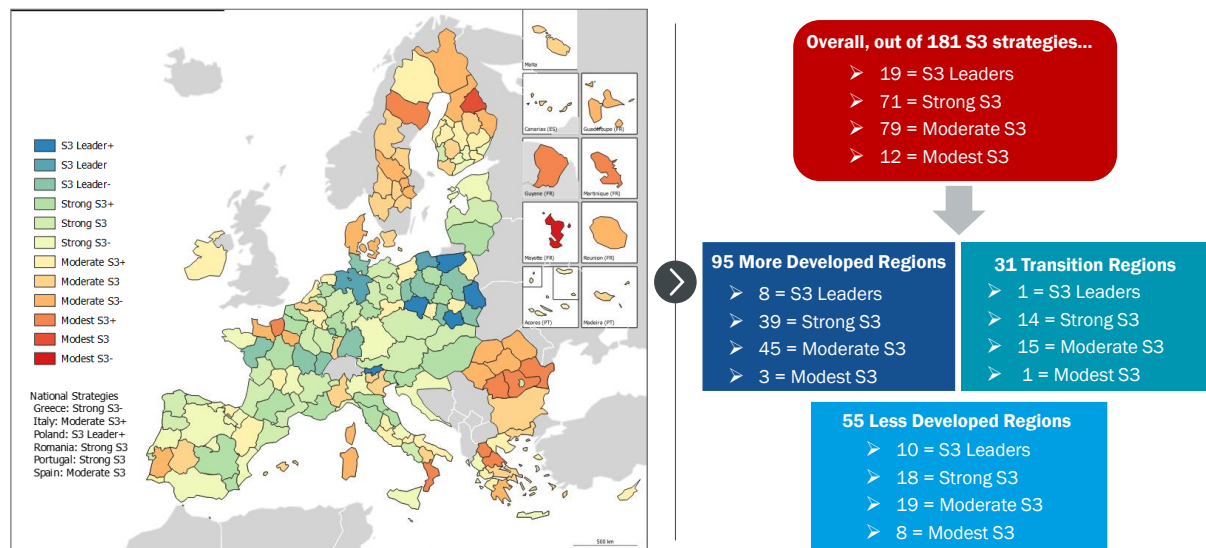 S3 Leader+
S3 Leader
S3 Leader-
Strong S3+
Strong S3
Strong S3-
Moderate S3+
Moderate S3
Moderate S3-
Modest S3+
Modest S3
Modest S3-
National Strategies
Greece: Strong S3-
Italy: Moderate S3+
Poland: S3 Leader+
Romania: Strong S3
Portugal: Strong S3
Spain: Moderate S3
Malta
Canarias (ES)
Guadeloupe (FR)
Guyane (FR)
Martinique (FR)
Mayotte (FR)
Reunion (FR)
Acores (PT)
Madeira (PT)
500 km
Overall, out of 181 S3 strategies...
➢ 19 = S3 Leaders
➢ 71 = Strong S3
➢ 79 = Moderate S3
➢ 12 = Modest S3
95 More Developed Regions
➢ 8 = S3 Leaders
➢ 39 = Strong S3
➢ 45 = Moderate S3
➢ 3 = Modest S3
31 Transition Regions
➢ 1 = S3 Leaders
➢ 14 = Strong S3
➢ 15 = Moderate S3
➢ 1 = Modest S3
55 Less Developed Regions
➢ 10 = S3 Leaders
➢ 18 = Strong S3
➢ 19 = Moderate S3
➢ 8 = Modest S3